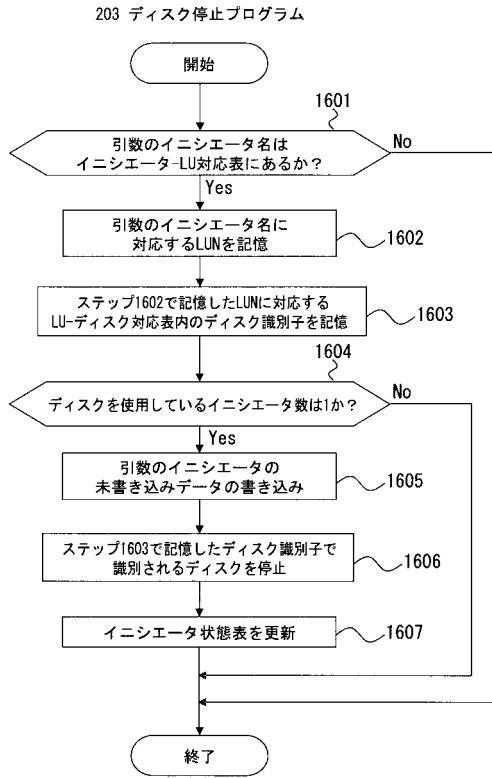 203 ディスク停止プログラム
開始
1601
引数のイニシエータ名は
イニシエータ-LU対応表にあるか?
No
Yes
引数のイニシエータ名に
対応するLUNを記憶
1602
ステップ1602で記憶したLUNに対応する
LU-ディスク対応表内のディスク識別子を記憶
1603
1604
ディスクを使用しているイニシエータ数は1か?
No
Yes
引数のイニシエータの
未書き込みデータの書き込み
1605
ステップ1603で記憶したディスク識別子で
識別されるディスクを停止
1606
イニシエータ状態表を更新
1607
終了